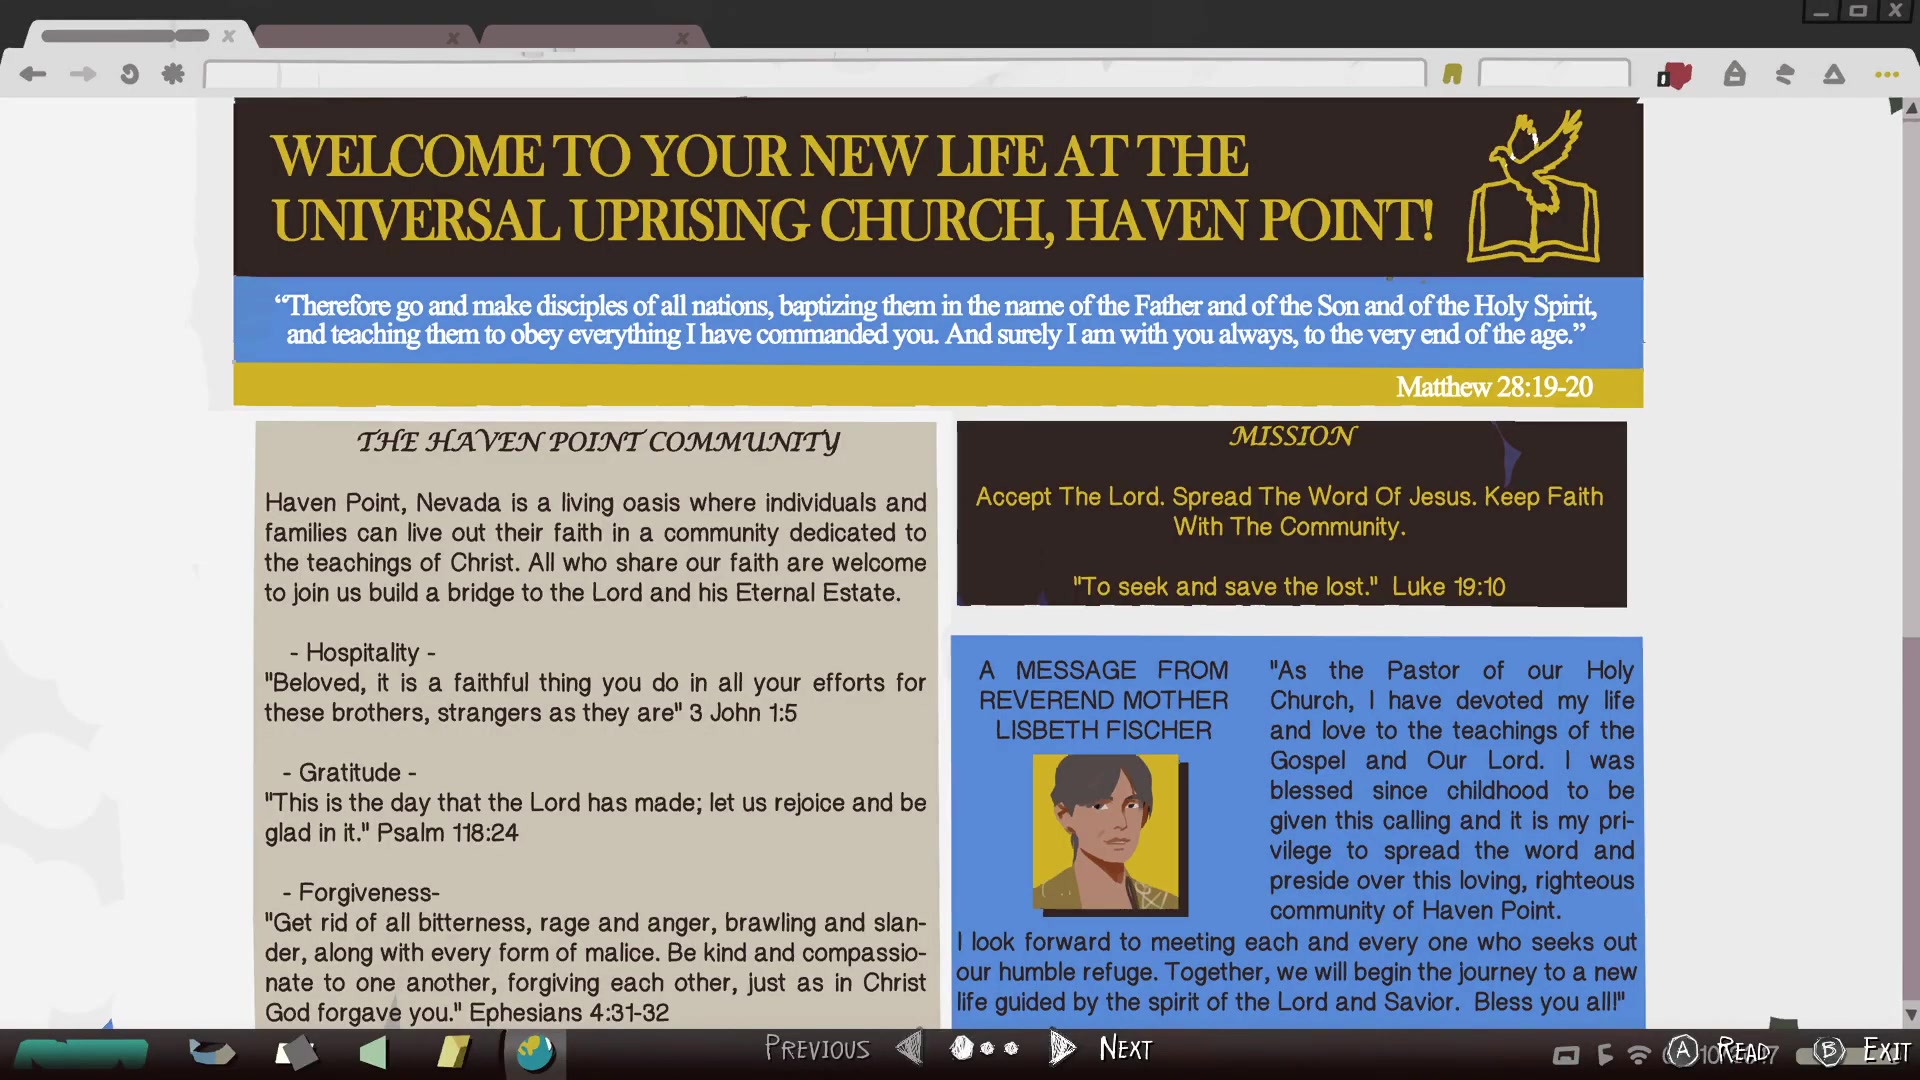 WELCOME TO YOUR NEW LIFE AT THE
UNIVERSAL UPRISING CHURCH, HAVEN POINT!
“Therefore go and make disciples of all nations, baptizing them in the name of the Father and of the Son and of the Holy Spirit,
and teaching them to obey everything I have commanded you. And surely I am with you always, to the very end of the age.”
Matthew 28:19-20
THE HAVEN POINT COMMUNITY
Haven Point, Nevada is a living oasis where individuals and
families can live out their faith in a community dedicated to
the teachings of Christ. All who share our faith are welcome
to join us build a bridge to the Lord and his Eternal Estate.
- Hospitality -
"Beloved, it is a faithful thing you do in all your efforts for
these brothers, strangers as they are" 3 John 1:5
- Gratitude -
"This is the day that the Lord has made; let us rejoice and be
glad in it." Psalm 118:24
- Forgiveness-
"Get rid of all bitterness, rage and anger, brawling and slan-
der, along with every form of malice. Be kind and compassio-
nate to one another, forgiving each other, just as in Christ
God forgave you." Ephesians 4:31-32
MISSION
Accept The Lord. Spread The Word Of Jesus. Keep Faith
With The Community.
"To seek and save the lost." Luke 19:10
A MESSAGE FROM
REVEREND MOTHER
LISBETH FISCHER
"As the Pastor of our Holy
Church, I have devoted my life
and love to the teachings of the
Gospel and Our Lord. I was
blessed since childhood to be
given this calling and it is my pri-
vilege to spread the word and
preside over this loving, righteous
community of Haven Point.
I look forward to meeting each and every one who seeks out
our humble refuge. Together, we will begin the journey to a new
life guided by the spirit of the Lord and Savior. Bless you all!"
PREVIOUS
NEXT
A READ
B EXIT